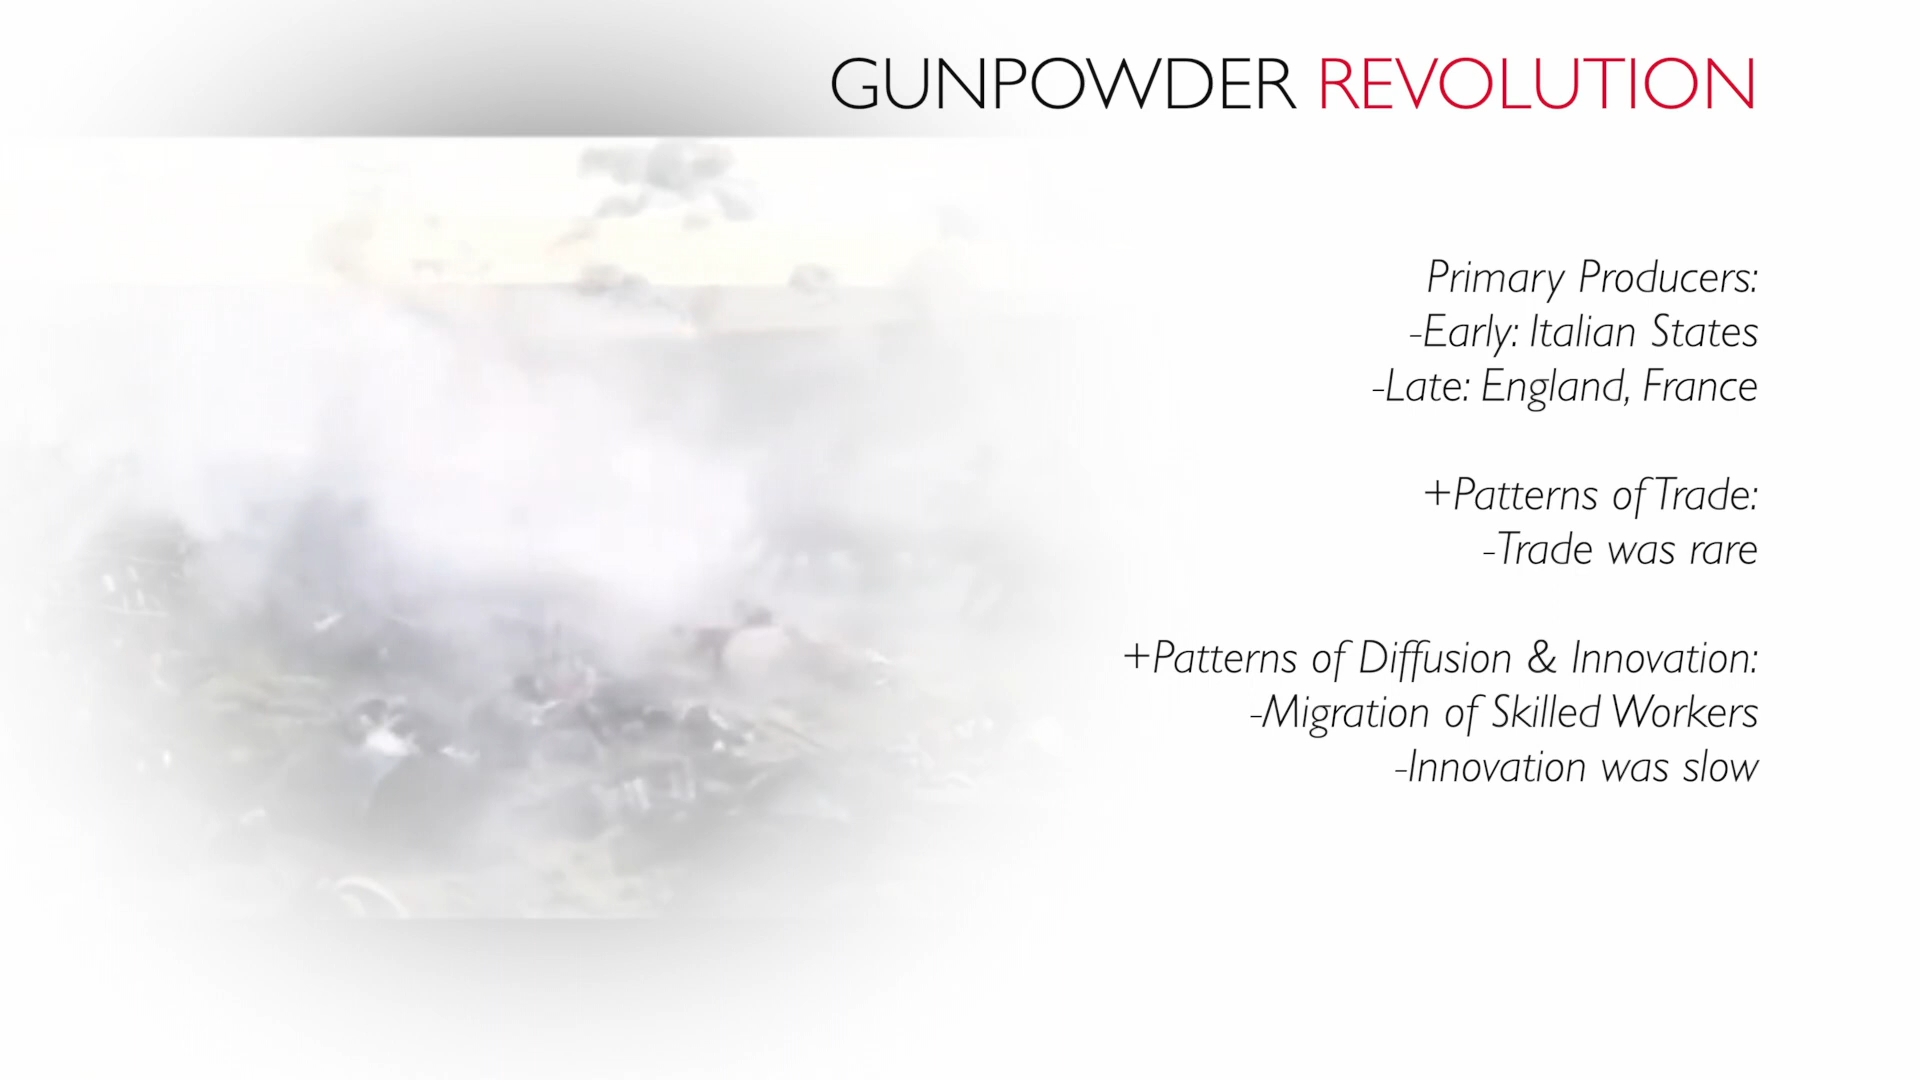 GUNPOWDER REVOLUTION
Primary Producers:
-Early: Italian States
-Late: England, France
+Patterns of Trade:
-Trade was rare
+Patterns of Diffusion & Innovation:
-Migration of Skilled Workers
-Innovation was slow